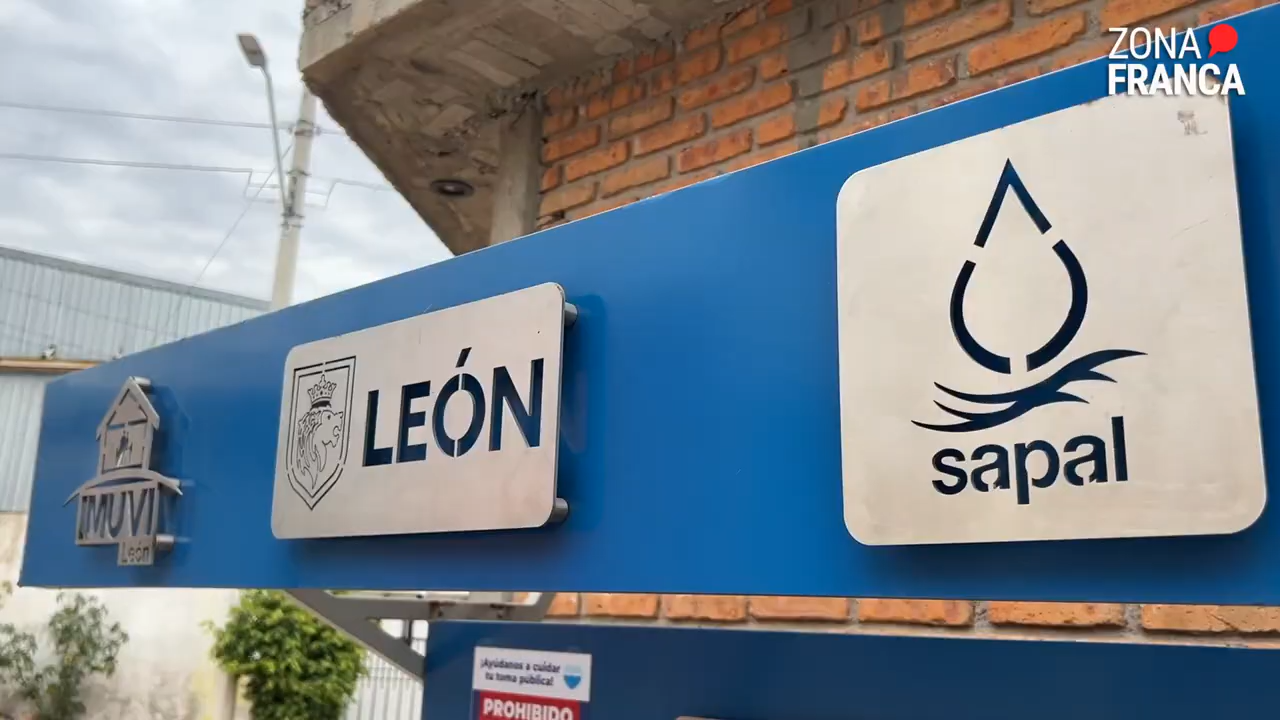 ZONA
FRANCA
IMUVI
León
LEÓN
sapal
¡Ayúdanos a cuidar
tu toma pública!
PROHIBIDO